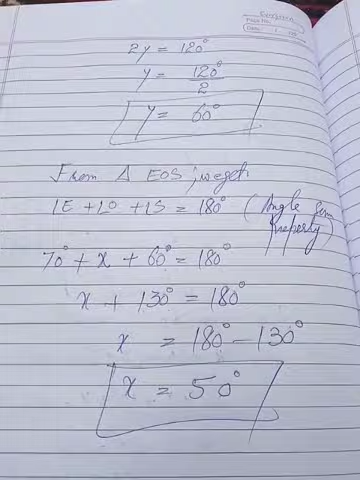 2y = 120°
y = 120°/2
y = 60°
From Δ EOS; we get:
∠E + ∠O + ∠S = 180° (Angle Sum Property)
70° + x + 60° = 180°
x + 130° = 180°
x = 180° - 130°
x = 50°